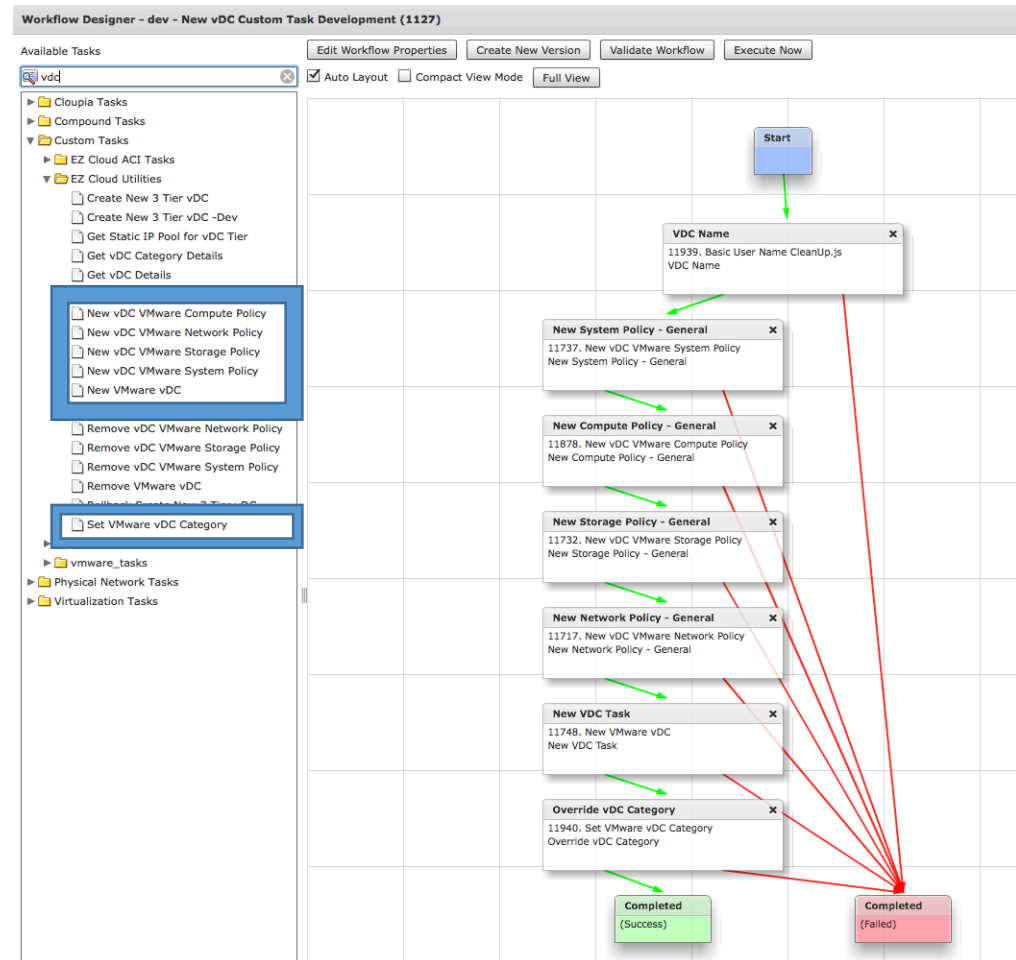 Workflow Designer - dev - New vDC Custom Task Development (1127)
Available Tasks
Edit Workflow Properties
Create New Version
Validate Workflow
Execute Now
vdc
Auto Layout
Compact View Mode
Full View
Cloupia Tasks
Compound Tasks
Custom Tasks
EZ Cloud ACI Tasks
EZ Cloud Utilities
Create New 3 Tier vDC
Create New 3 Tier vDC -Dev
Get Static IP Pool for vDC Tier
Get vDC Category Details
Get vDC Details
New vDC VMware Compute Policy
New vDC VMware Network Policy
New vDC VMware Storage Policy
New vDC VMware System Policy
New VMware vDC
Remove vDC VMware Network Policy
Remove vDC VMware Storage Policy
Remove vDC VMware System Policy
Remove VMware vDC
Rollback Create New 3 Tier vDC
Set VMware vDC Category
vmware_tasks
Physical Network Tasks
Virtualization Tasks
Start
VDC Name
11939. Basic User Name CleanUp.js
VDC Name
New System Policy - General
11737. New vDC VMware System Policy
New System Policy - General
New Compute Policy - General
11878. New vDC VMware Compute Policy
New Compute Policy - General
New Storage Policy - General
11732. New vDC VMware Storage Policy
New Storage Policy - General
New Network Policy - General
11717. New vDC VMware Network Policy
New Network Policy - General
New VDC Task
11748. New VMware vDC
New VDC Task
Override vDC Category
11940. Set VMware vDC Category
Override vDC Category
Completed
(Success)
Completed
(Failed)